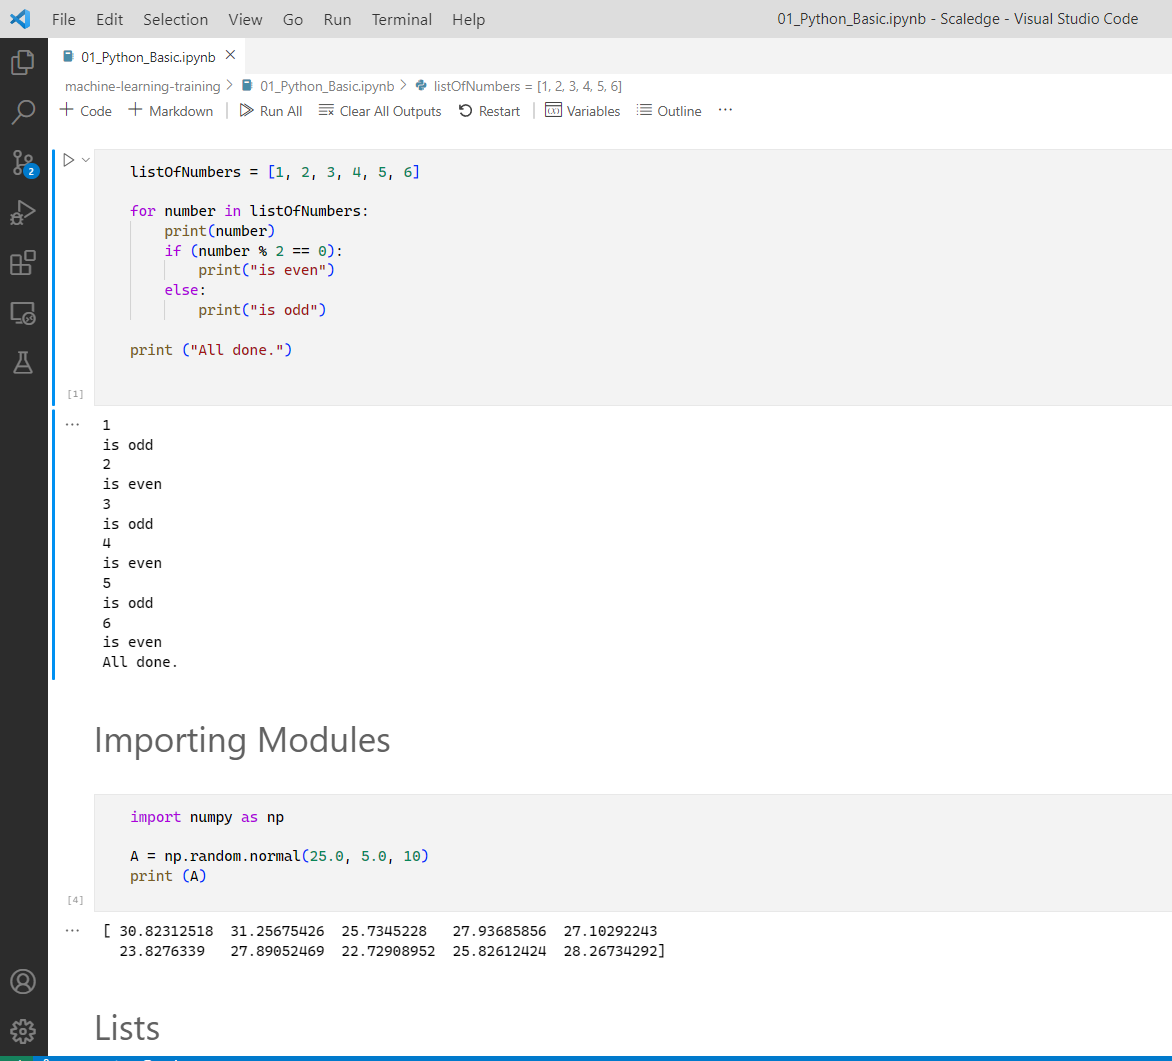 File Edit Selection View Go Run Terminal Help 01_Python_Basic.ipynb - Scaledge - Visual Studio Code
01_Python_Basic.ipynb
machine-learning-training > 01_Python_Basic.ipynb > listOfNumbers = [1, 2, 3, 4, 5, 6]
+ Code + Markdown Run All Clear All Outputs Restart Variables Outline ...
2
listOfNumbers = [1, 2, 3, 4, 5, 6]
for number in listOfNumbers:
    print(number)
    if (number % 2 == 0):
        print("is even")
    else:
        print("is odd")
print ("All done.")
[1]
... 1
is odd
2
is even
3
is odd
4
is even
5
is odd
6
is even
All done.
Importing Modules
import numpy as np
A = np.random.normal(25.0, 5.0, 10)
print (A)
[4]
... [ 30.82312518  31.25675426  25.7345228   27.93685856  27.10292243
  23.8276339   27.89052469  22.72908952  25.82612424  28.26734292]
Lists